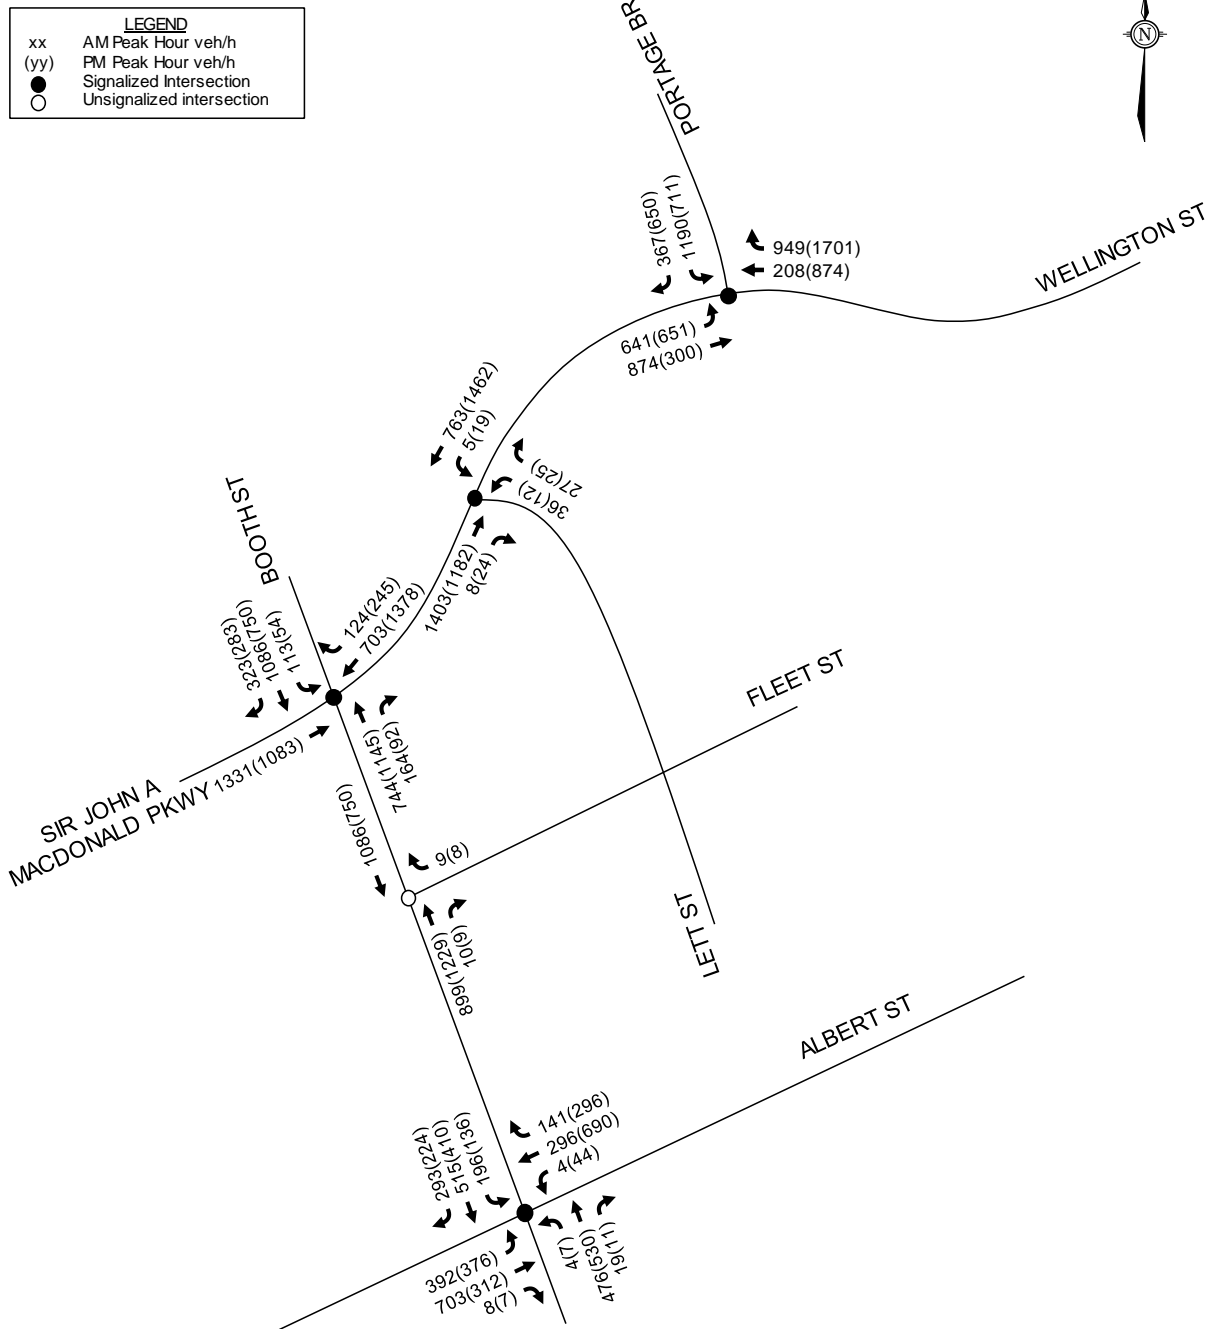 LEGEND
xx AM Peak Hour veh/h
(yy) PM Peak Hour veh/h
Signalized Intersection
Unsignalized intersection
PORTAGE BR
N
367(650)
1190(711)
949(1701)
208(874)
WELLINGTON ST
641(651)
874(300)
763(1462)
5(19)
27(25)
36(12)
BOOTH ST
1403(1182)
8(24)
124(245)
703(1378)
323(283)
1086(750)
113(54)
FLEET ST
SIR JOHN A
MACDONALD PKWY
1331(1083)
744(1145)
164(92)
1086(750)
9(8)
LETT ST
899(1229)
10(9)
ALBERT ST
141(296)
296(690)
4(44)
293(224)
515(410)
196(136)
392(376)
703(312)
8(7)
4(7)
476(530)
19(11)